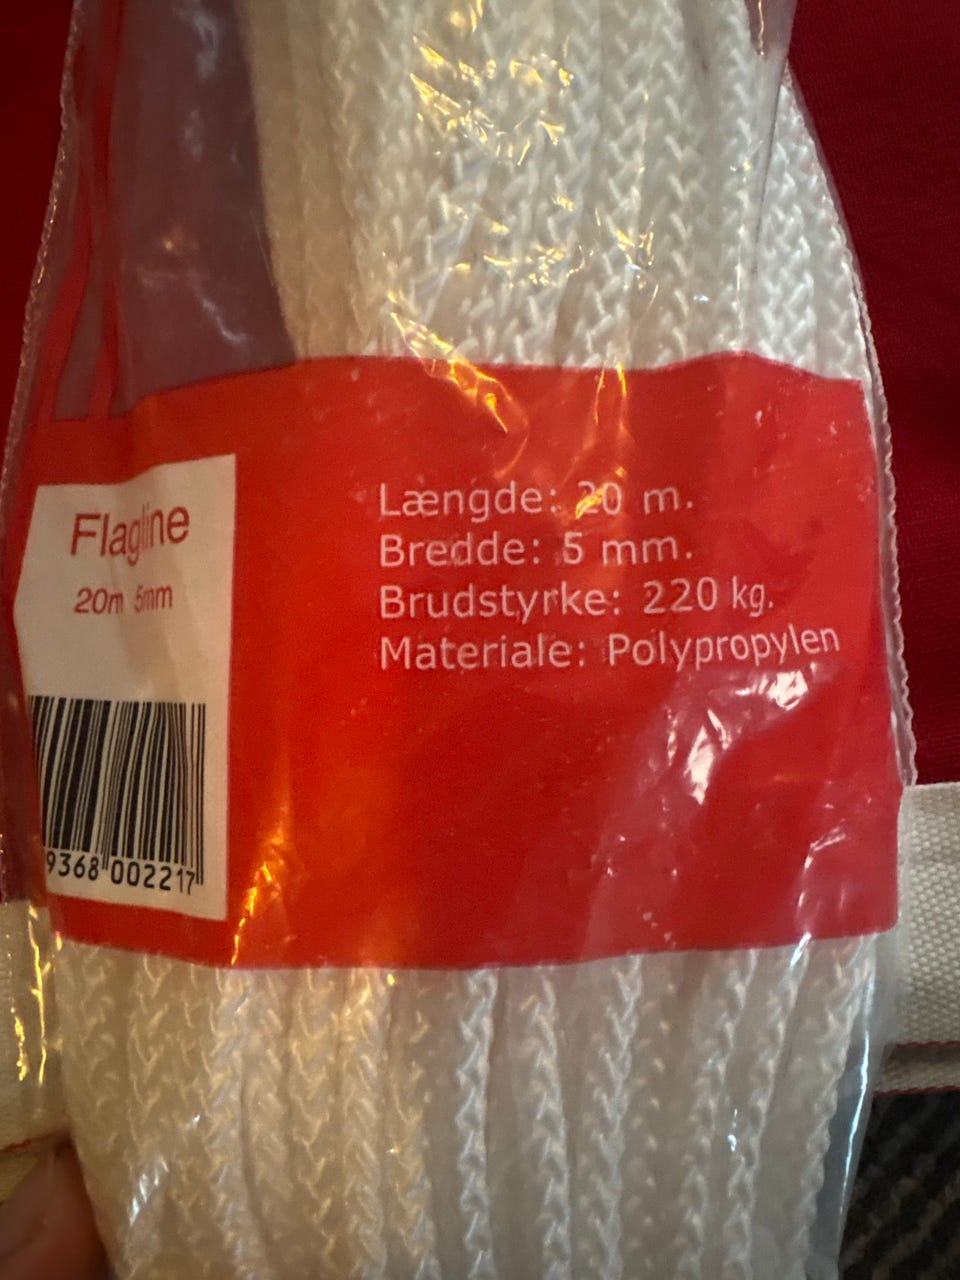 Flagline
20m 5mm
9368 002217
Længde: 20 m.
Bredde: 5 mm.
Brudstyrke: 220 kg.
Materiale: Polypropylen